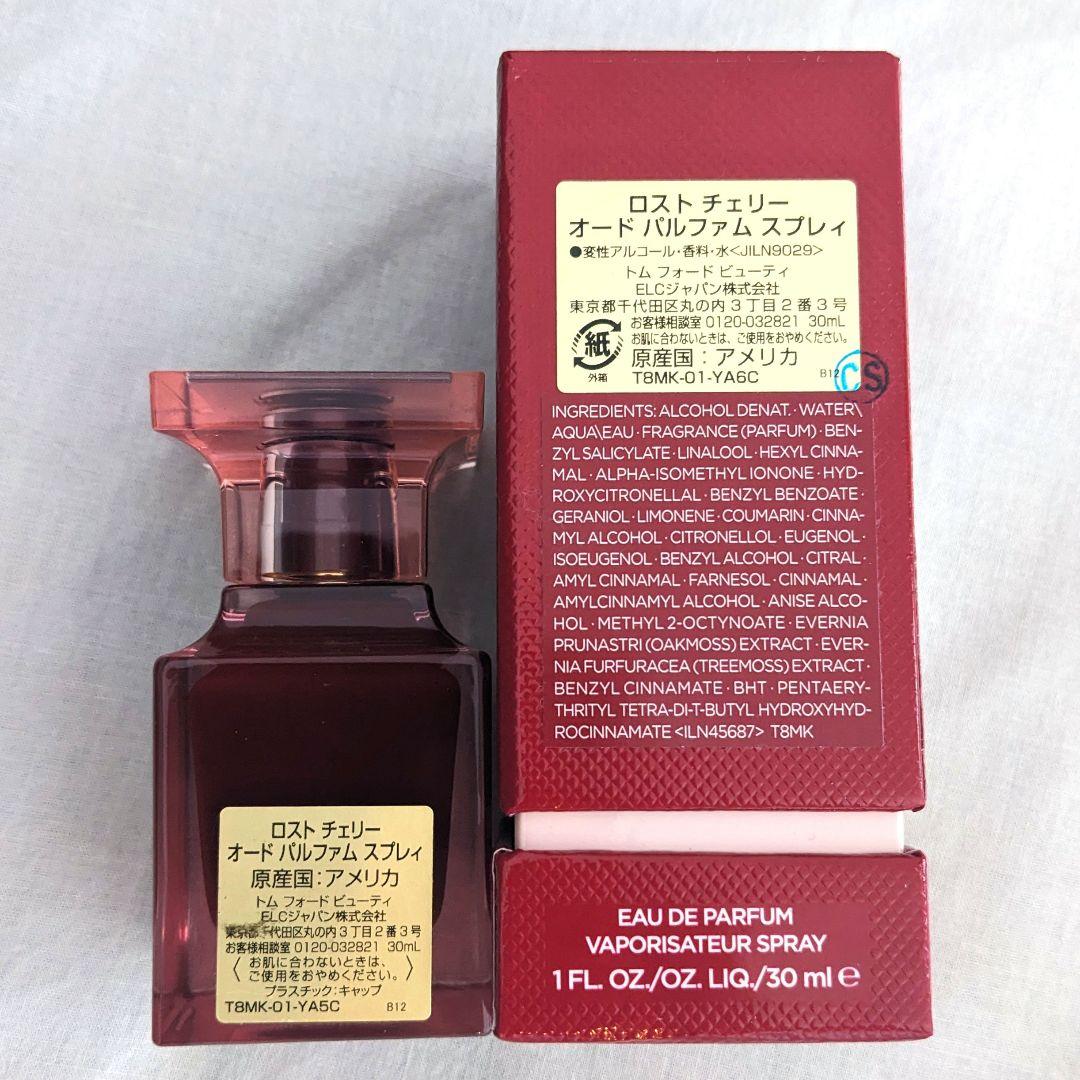 ロスト チェリー
オード パルファム スプレィ
●変性アルコール・香料・水<JILN9029>
トム フォード ビューティ
ELCジャパン株式会社
東京都千代田区丸の内3丁目2番3号
お客様相談室 0120-032821 30mL
お肌に合わないときは、ご使用をおやめください。
紙
外箱
原産国：アメリカ
T8MK-01-YA6C
B12
CS
INGREDIENTS: ALCOHOL DENAT. · WATER\
AQUA\EAU · FRAGRANCE (PARFUM) · BEN-
ZYL SALICYLATE · LINALOOL · HEXYL CINNA-
MAL · ALPHA-ISOMETHYL IONONE · HYD-
ROXYCITRONELLAL · BENZYL BENZOATE ·
GERANIOL · LIMONENE · COUMARIN · CINNA-
MYL ALCOHOL · CITRONELLOL · EUGENOL ·
ISOEUGENOL · BENZYL ALCOHOL · CITRAL ·
AMYL CINNAMAL · FARNESOL · CINNAMAL ·
AMYLCINNAMYL ALCOHOL · ANISE ALCO-
HOL · METHYL 2-OCTYNOATE · EVERNIA
PRUNASTRI (OAKMOSS) EXTRACT · EVER-
NIA FURFURACEA (TREEMOSS) EXTRACT ·
BENZYL CINNAMATE · BHT · PENTAERY-
THRITYL TETRA-DI-T-BUTYL HYDROXYHYD-
ROCINNAMATE <ILN45687> T8MK
EAU DE PARFUM
VAPORISATEUR SPRAY
1 FL. OZ./OZ. LIQ./30 ml ℮
ロスト チェリー
オード パルファム スプレィ
原産国：アメリカ
トム フォード ビューティ
ELCジャパン株式会社
東京都千代田区丸の内3丁目2番3号
お客様相談室 0120-032821 30mL
〈お肌に合わないときは、
ご使用をおやめください。〉
プラスチック：キャップ
T8MK-01-YA5C
B12